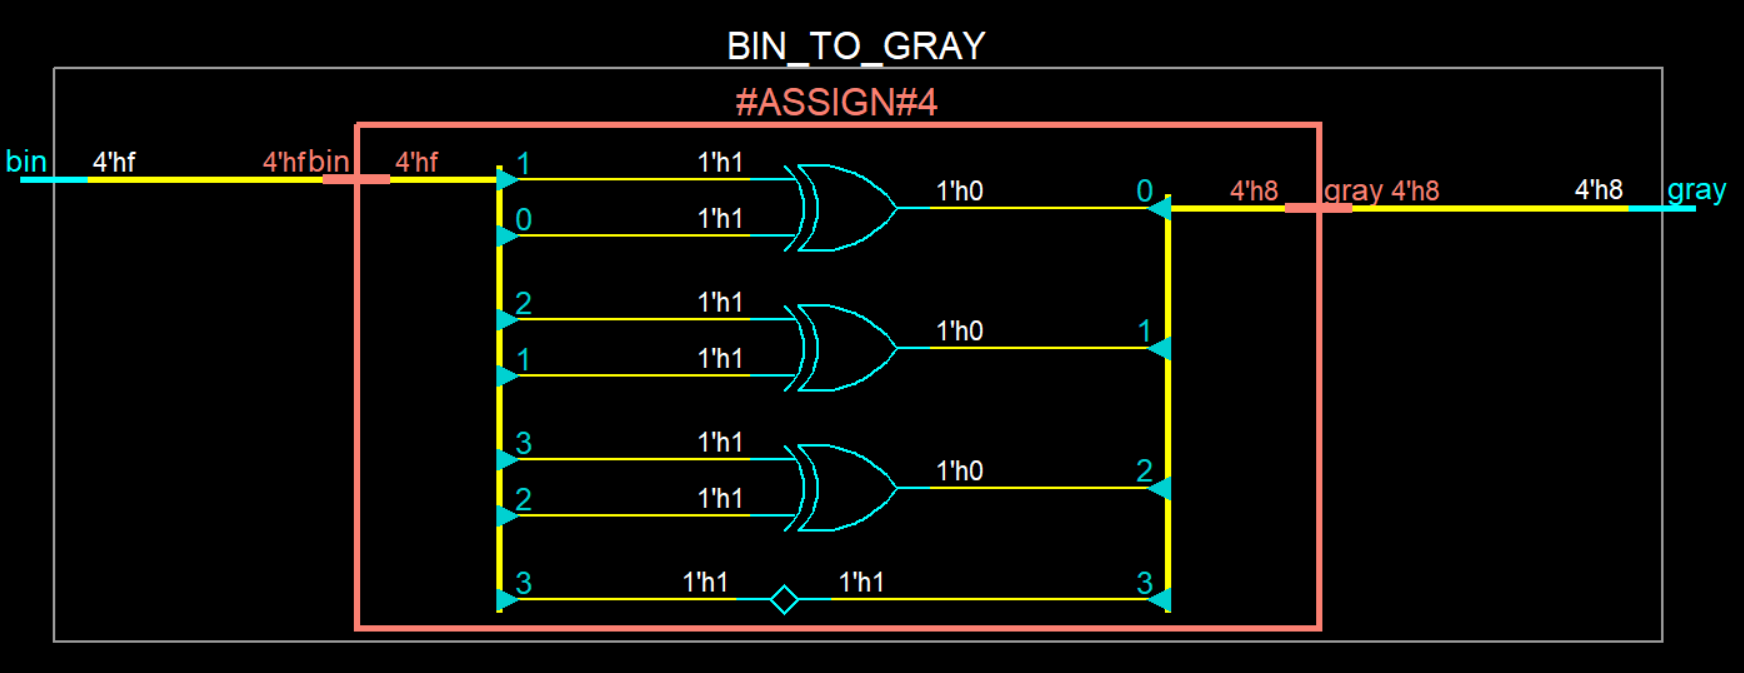 BIN_TO_GRAY
#ASSIGN#4
bin 4'hf 4'hf bin 4'hf 1 1'h1
0 1'h1 1'h0 0 4'h8 gray 4'h8 4'h8 gray
2 1'h1
1 1'h1 1'h0 1
3 1'h1
2 1'h1 1'h0 2
3 1'h1 1'h1 3